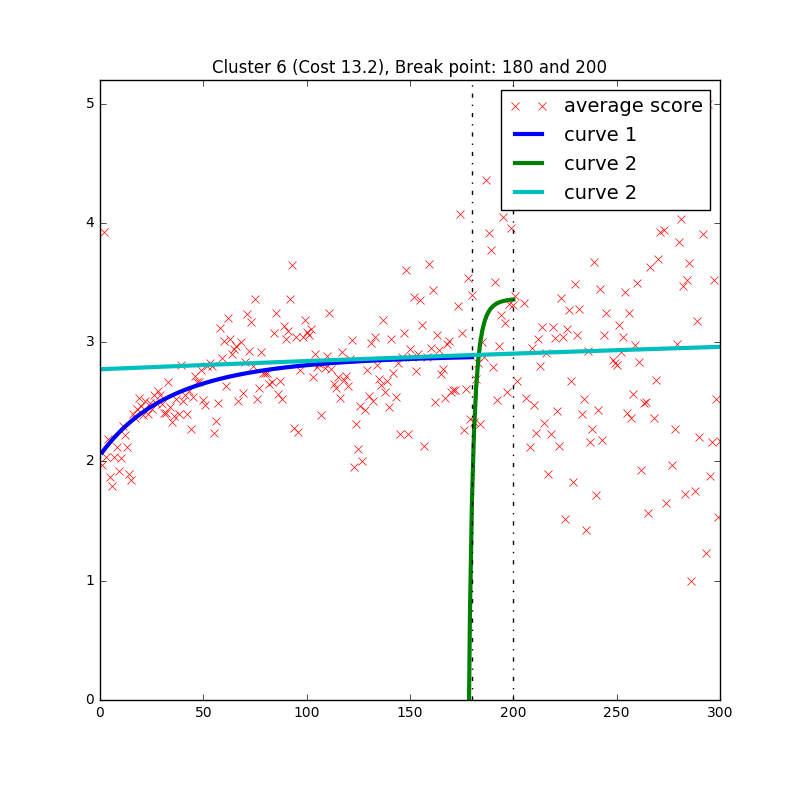 Cluster 6 (Cost 13.2), Break point: 180 and 200
5
average score
curve 1
curve 2
curve 2
4
3
2
1
0
0 50 100 150 200 250 300